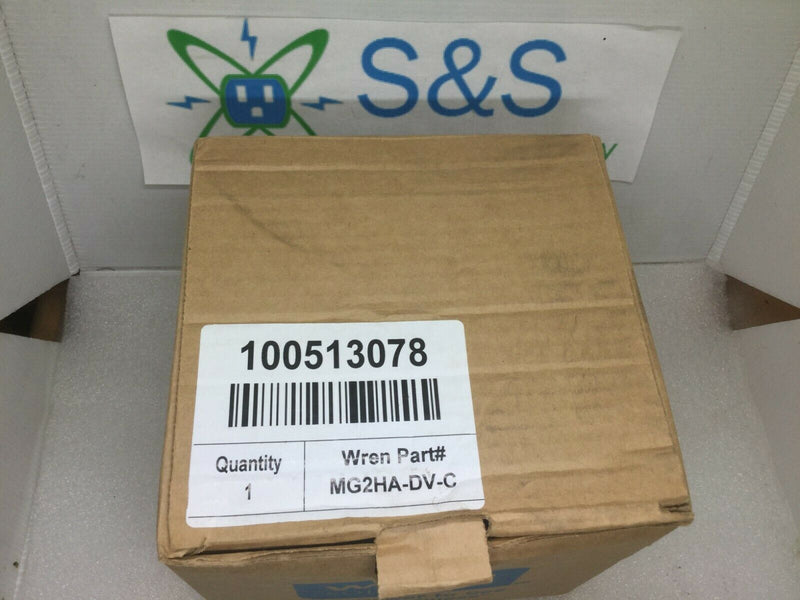 S&S
100513078
Quantity
1
Wren Part#
MG2HA-DV-C